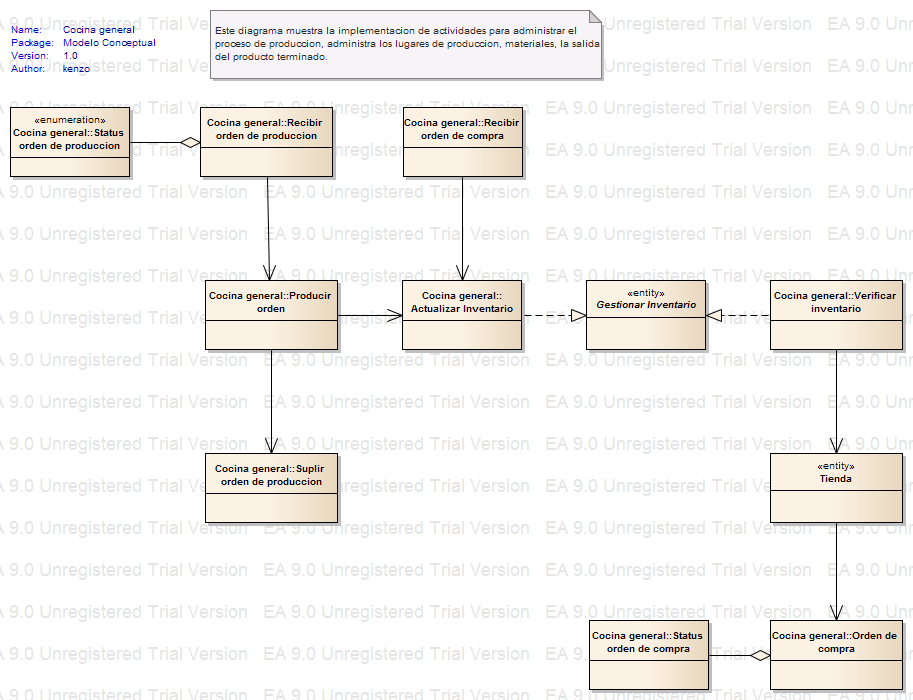 Name: Cocina general
Package: Modelo Conceptual
Version: 1.0
Author: kenzo
Este diagrama muestra la implementacion de actividades para administrar el
proceso de produccion, administra los lugares de produccion, materiales, la salida
del producto terminado.
«enumeration»
Cocina general::Status
orden de produccion
Cocina general::Recibir
orden de produccion
Cocina general::Recibir
orden de compra
Cocina general::Producir
orden
Cocina general::
Actualizar Inventario
«entity»
Gestionar Inventario
Cocina general::Verificar
inventario
Cocina general::Suplir
orden de produccion
«entity»
Tienda
Cocina general::Status
orden de compra
Cocina general::Orden de
compra
EA 9.0 Unregistered Trial Version